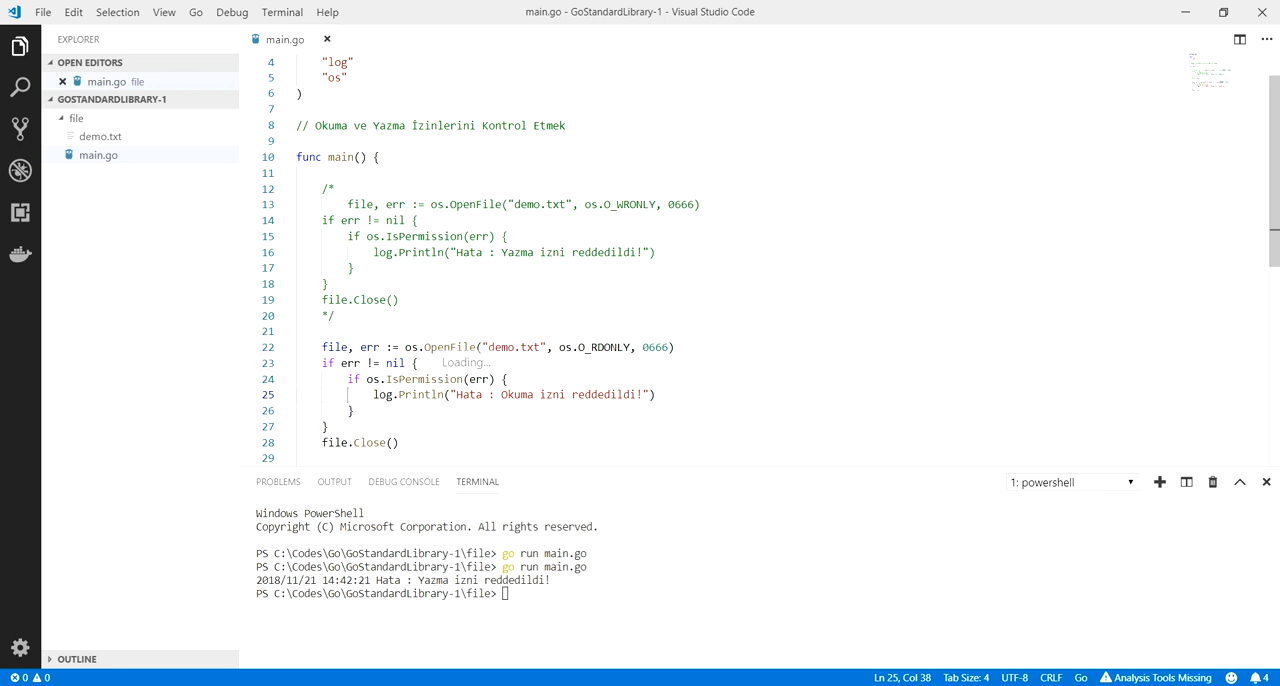 File Edit Selection View Go Debug Terminal Help
main.go - GoStandardLibrary-1 - Visual Studio Code
EXPLORER
OPEN EDITORS
main.go file
GOSTANDARDLIBRARY-1
file
demo.txt
main.go
OUTLINE
main.go
4 "log"
5 "os"
6 )
7
8 // Okuma ve Yazma İzinlerini Kontrol Etmek
9
10 func main() {
11
12 /*
13 file, err := os.OpenFile("demo.txt", os.O_WRONLY, 0666)
14 if err != nil {
15 if os.IsPermission(err) {
16 log.Println("Hata : Yazma izni reddedildi!")
17 }
18 }
19 file.Close()
20 */
21
22 file, err := os.OpenFile("demo.txt", os.O_RDONLY, 0666)
23 if err != nil { Loading...
24 if os.IsPermission(err) {
25 log.Println("Hata : Okuma izni reddedildi!")
26 }
27 }
28 file.Close()
29
PROBLEMS OUTPUT DEBUG CONSOLE TERMINAL
1: powershell
Windows PowerShell
Copyright (C) Microsoft Corporation. All rights reserved.
PS C:\Codes\Go\GoStandardLibrary-1\file> go run main.go
PS C:\Codes\Go\GoStandardLibrary-1\file> go run main.go
2018/11/21 14:42:21 Hata : Yazma izni reddedildi!
PS C:\Codes\Go\GoStandardLibrary-1\file>
0 0
Ln 25, Col 38 Tab Size: 4 UTF-8 CRLF Go Analysis Tools Missing 4